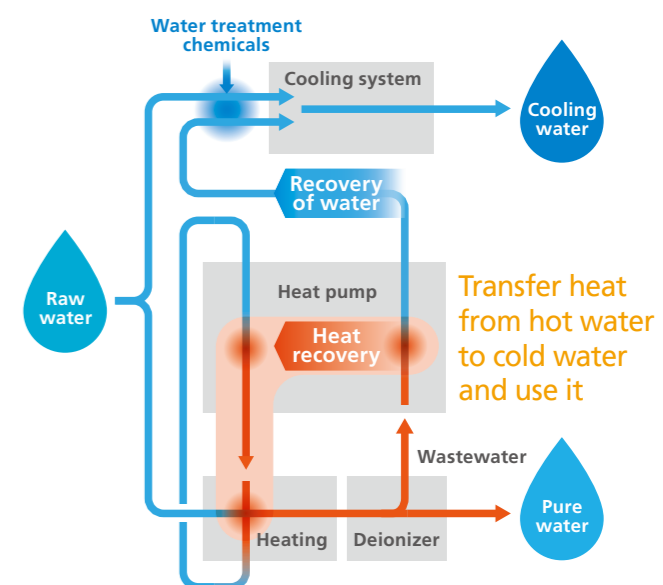 Water treatment
chemicals
Cooling system
Cooling
water
Recovery
of water
Raw
water
Heat pump
Heat
recovery
Transfer heat
from hot water
to cold water
and use it
Wastewater
Heating
Deionizer
Pure
water